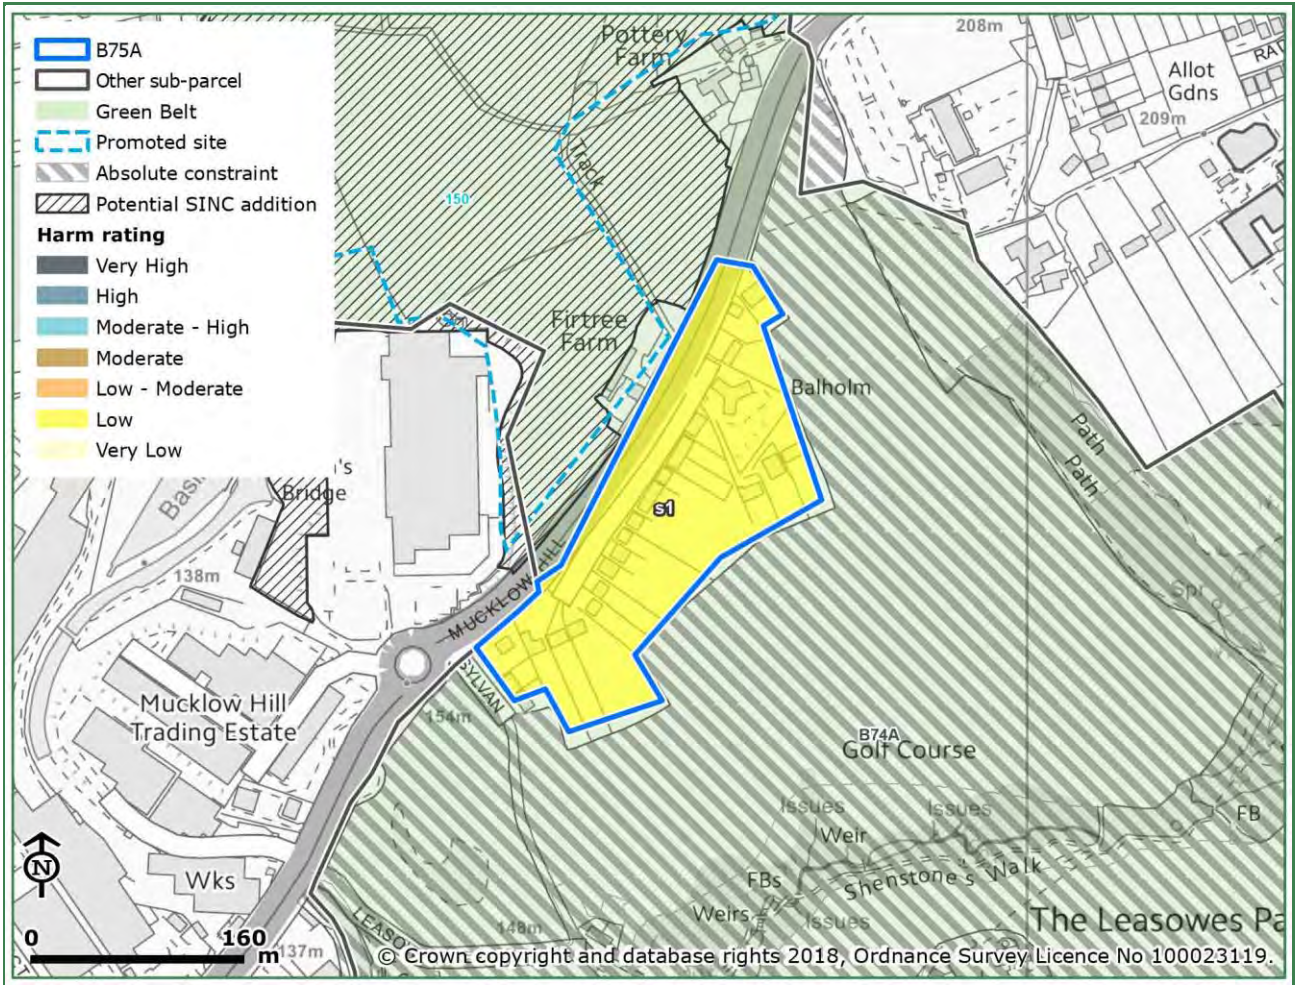 B75A
Other sub-parcel
Green Belt
Promoted site
Absolute constraint
Potential SINC addition
Harm rating
Very High
High
Moderate - High
Moderate
Low - Moderate
Low
Very Low
Pottery
Farm
208m
Allot
Gdns
RA
209m
Track
150
Firtree
Farm
Balholm
Path
Path
's
Bridge
s1
138m
MUCKLOW HILL
Spr
SYLVAN
154m
Mucklow Hill
Trading Estate
B74A
Golf Course
Issues
Issues
Weir
FB
N
Wks
FBs
Shenstone's Walk
Weirs
Issues
148m
The Leasowes Pa
0
160
m
137m
© Crown copyright and database rights 2018, Ordnance Survey Licence No 100023119.